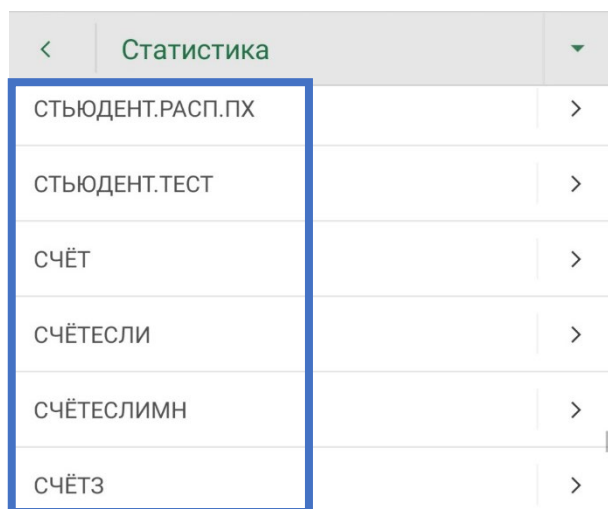 Статистика
СТЬЮДЕНТ.РАСП.ПХ
СТЬЮДЕНТ.ТЕСТ
СЧЁТ
СЧЁТЕСЛИ
СЧЁТЕСЛИМН
СЧЁТЗ